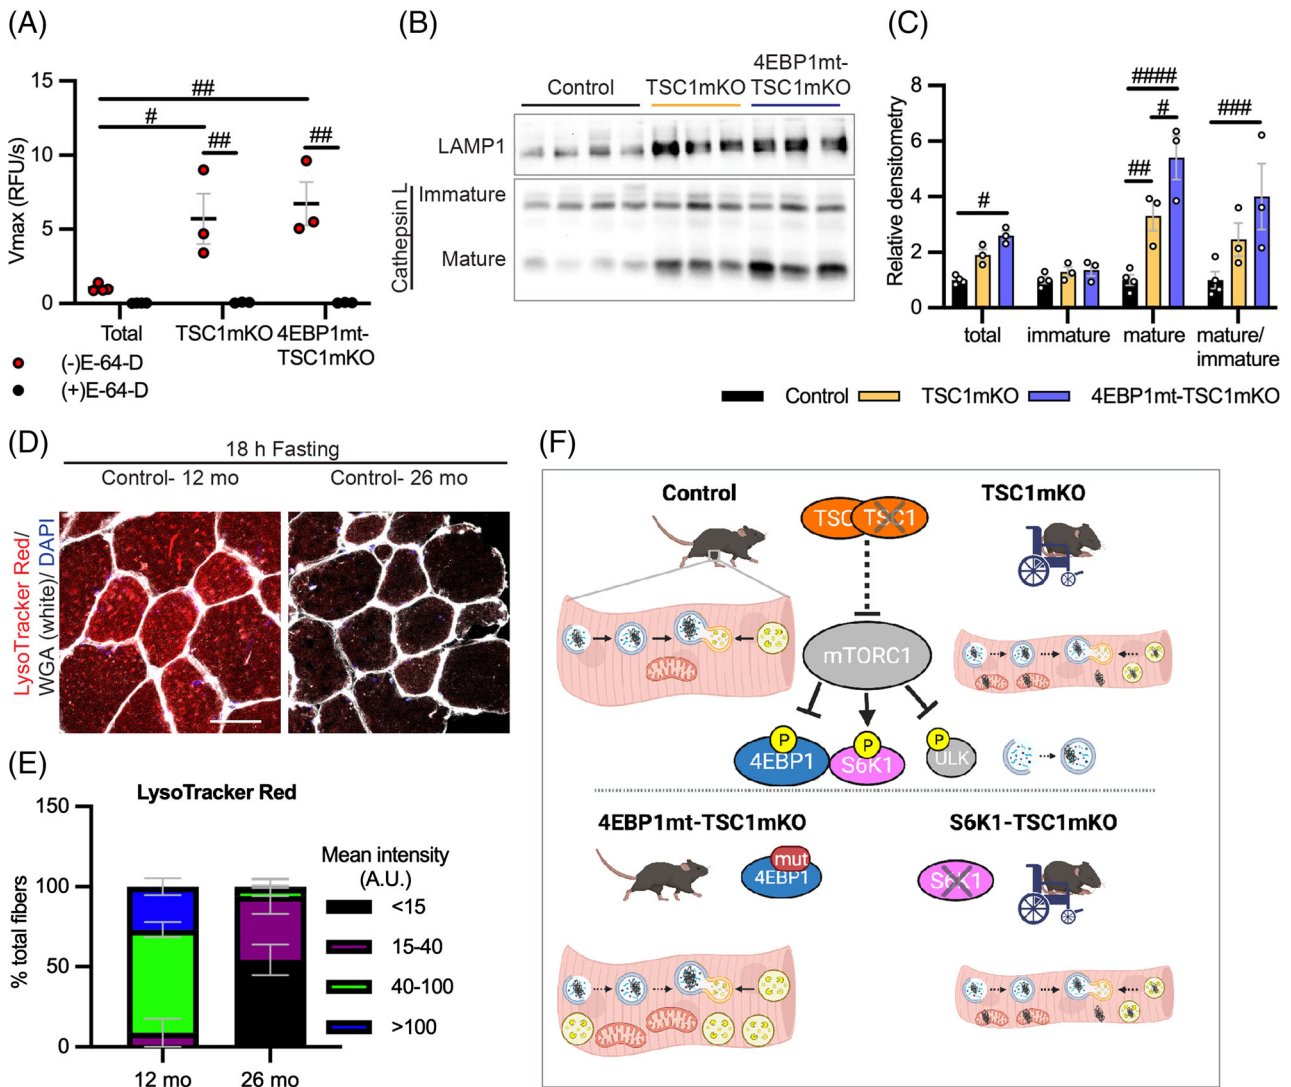 (A)
15
10
5
0
Vmax (RFU/s)
##
#
##
##
Total
TSC1mKO
4EBP1mt-
TSC1mKO
(-)E-64-D
(+)E-64-D
(B)
Control
TSC1mKO
4EBP1mt-
TSC1mKO
LAMP1
Cathepsin L
Immature
Mature
(C)
8
6
4
2
0
Relative densitometry
#
####
#
##
###
total
immature
mature
mature/
immature
Control
TSC1mKO
4EBP1mt-TSC1mKO
(D)
18 h Fasting
Control- 12 mo
Control- 26 mo
LysoTracker Red/
WGA (white)/ DAPI
(E)
LysoTracker Red
150
100
50
0
% total fibers
12 mo
26 mo
Mean intensity
(A.U.)
<15
15-40
40-100
>100
(F)
Control
TSC1mKO
TSC
TSC1
mTORC1
P
P
P
4EBP1
S6K1
ULK
4EBP1mt-TSC1mKO
S6K1-TSC1mKO
mut
4EBP1
S6K1